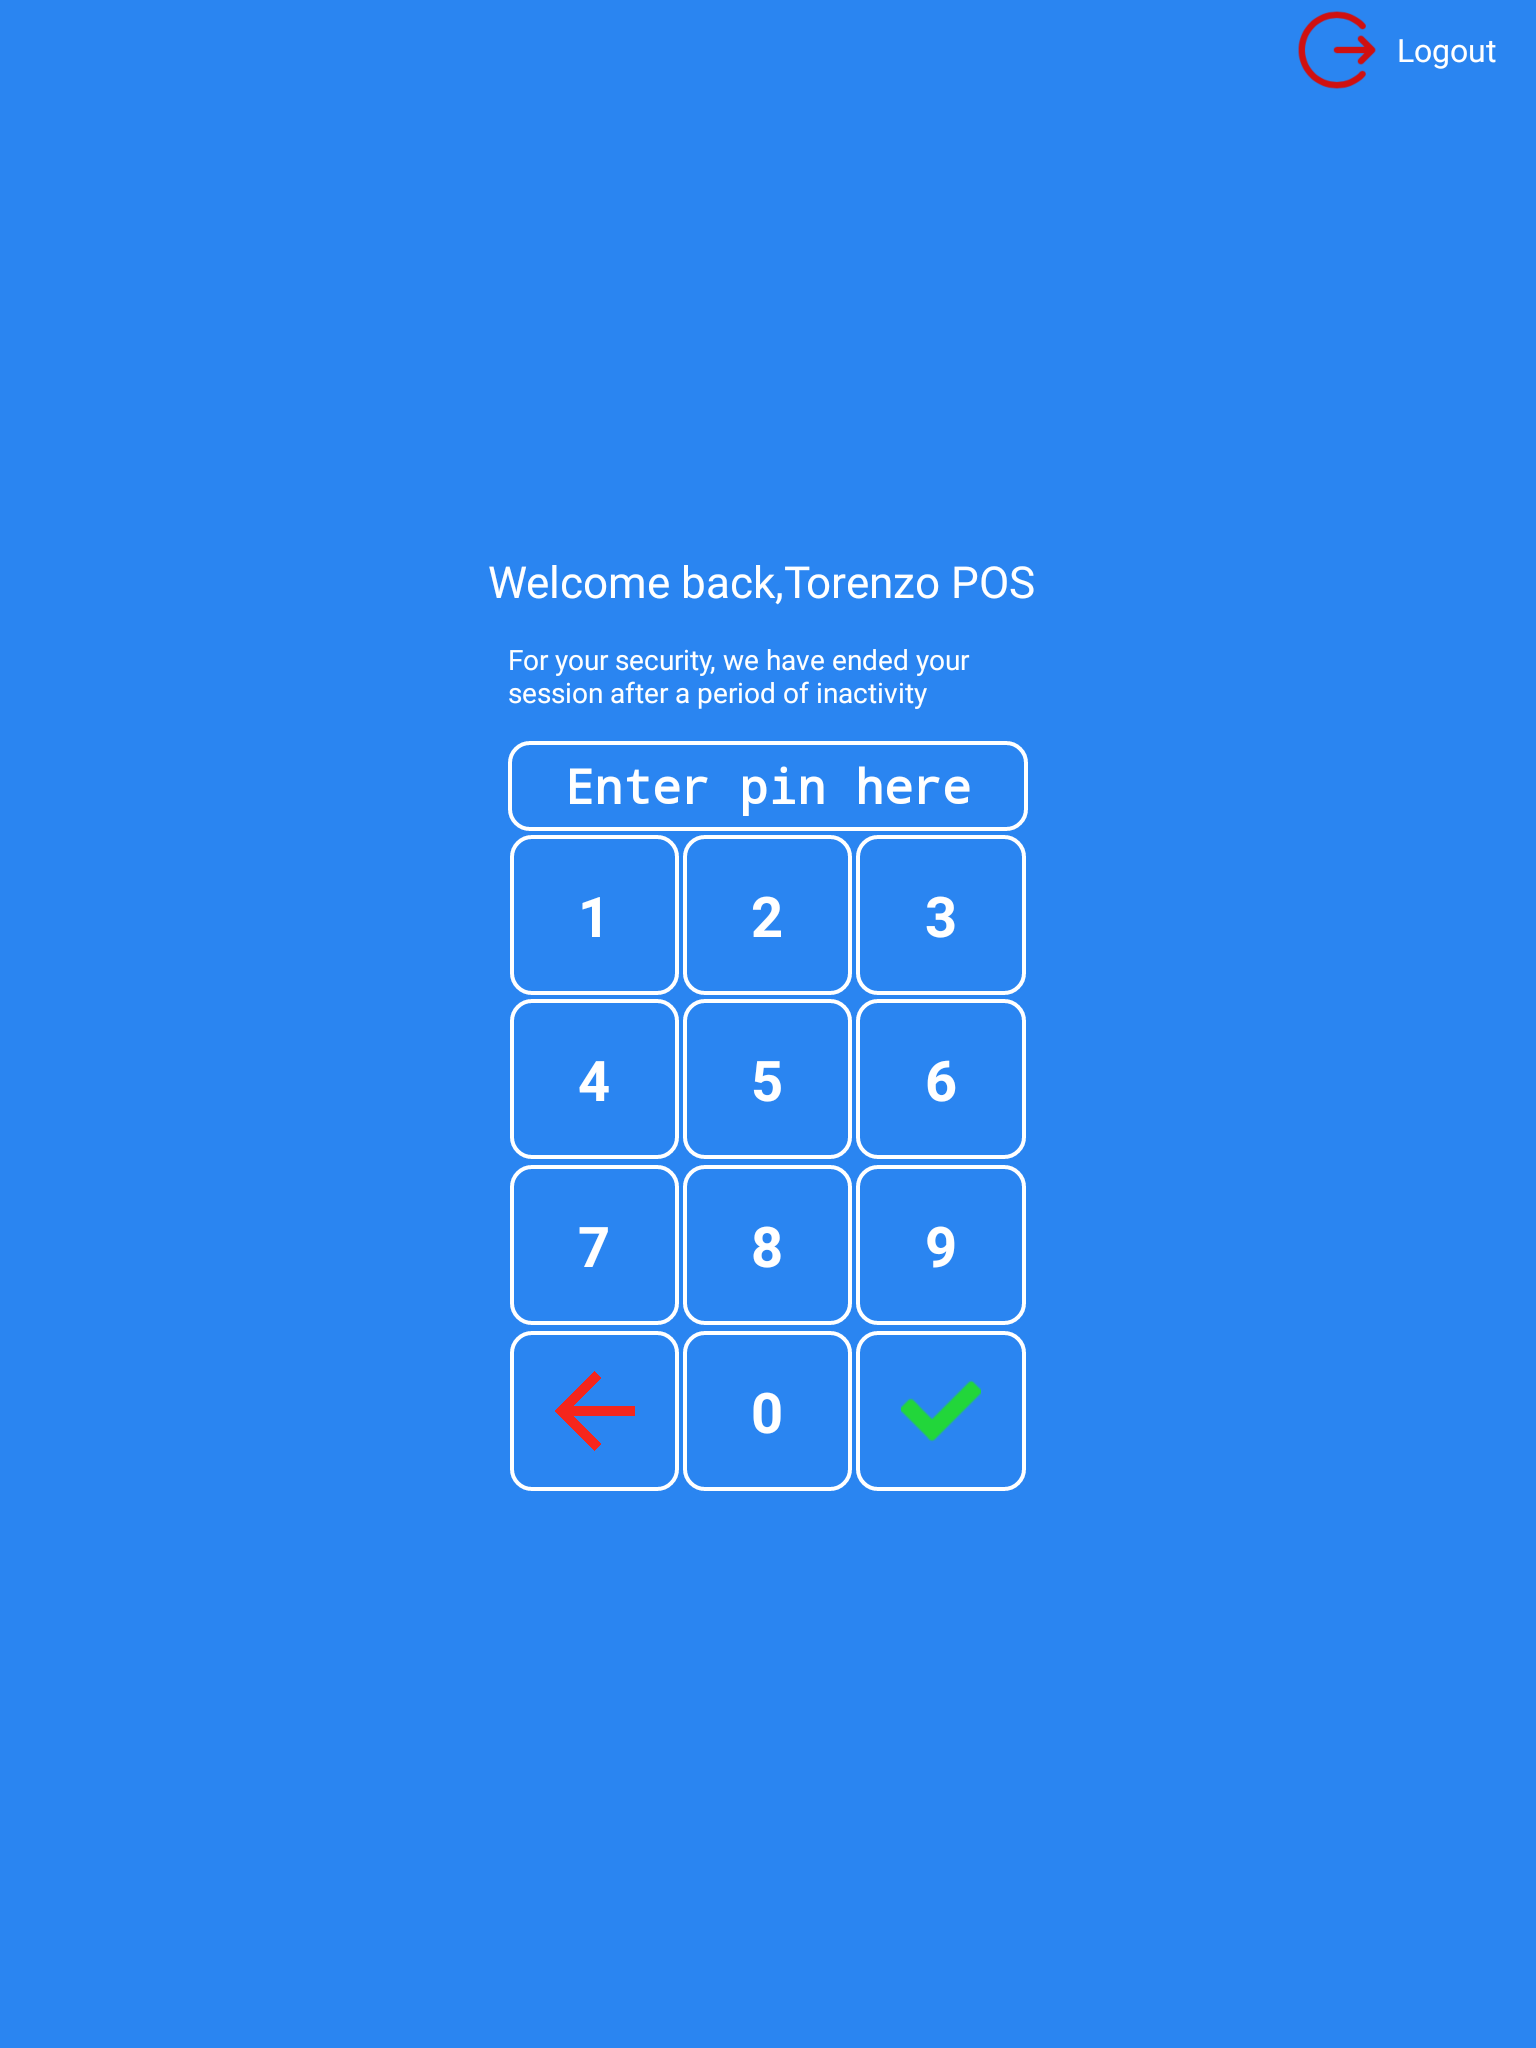 Logout
Welcome back,Torenzo POS
For your security, we have ended your
session after a period of inactivity
Enter pin here
1 2 3
4 5 6
7 8 9
0